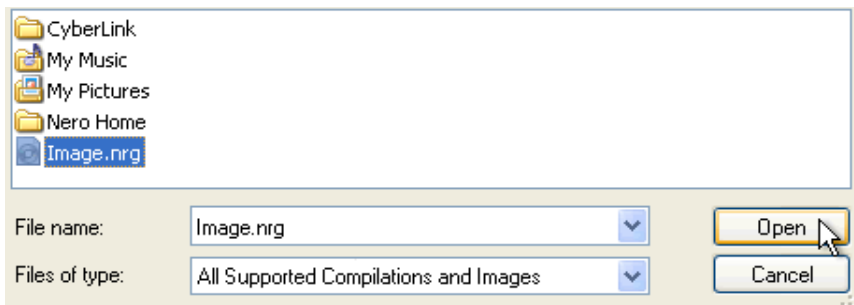 CyberLink
My Music
My Pictures
Nero Home
Image.nrg
File name: Image.nrg Open
Files of type: All Supported Compilations and Images Cancel